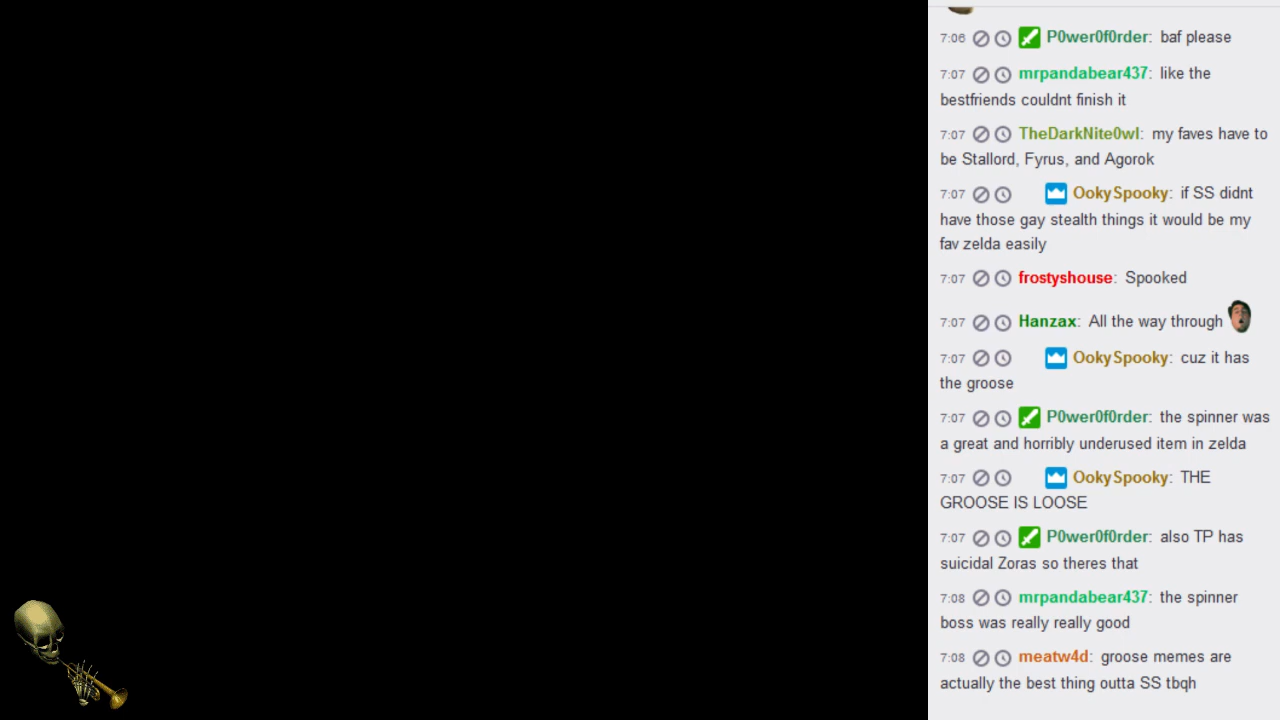 7:06 P0wer0f0rder: baf please
7:07 mrpandabear437: like the
bestfriends couldnt finish it
7:07 TheDarkNite0wl: my faves have to
be Stallord, Fyrus, and Agorok
7:07 OokySpooky: if SS didnt
have those gay stealth things it would be my
fav zelda easily
7:07 frostyshouse: Spooked
7:07 Hanzax: All the way through
7:07 OokySpooky: cuz it has
the groose
7:07 P0wer0f0rder: the spinner was
a great and horribly underused item in zelda
7:07 OokySpooky: THE
GROOSE IS LOOSE
7:07 P0wer0f0rder: also TP has
suicidal Zoras so theres that
7:08 mrpandabear437: the spinner
boss was really really good
7:08 meatw4d: groose memes are
actually the best thing outta SS tbqh